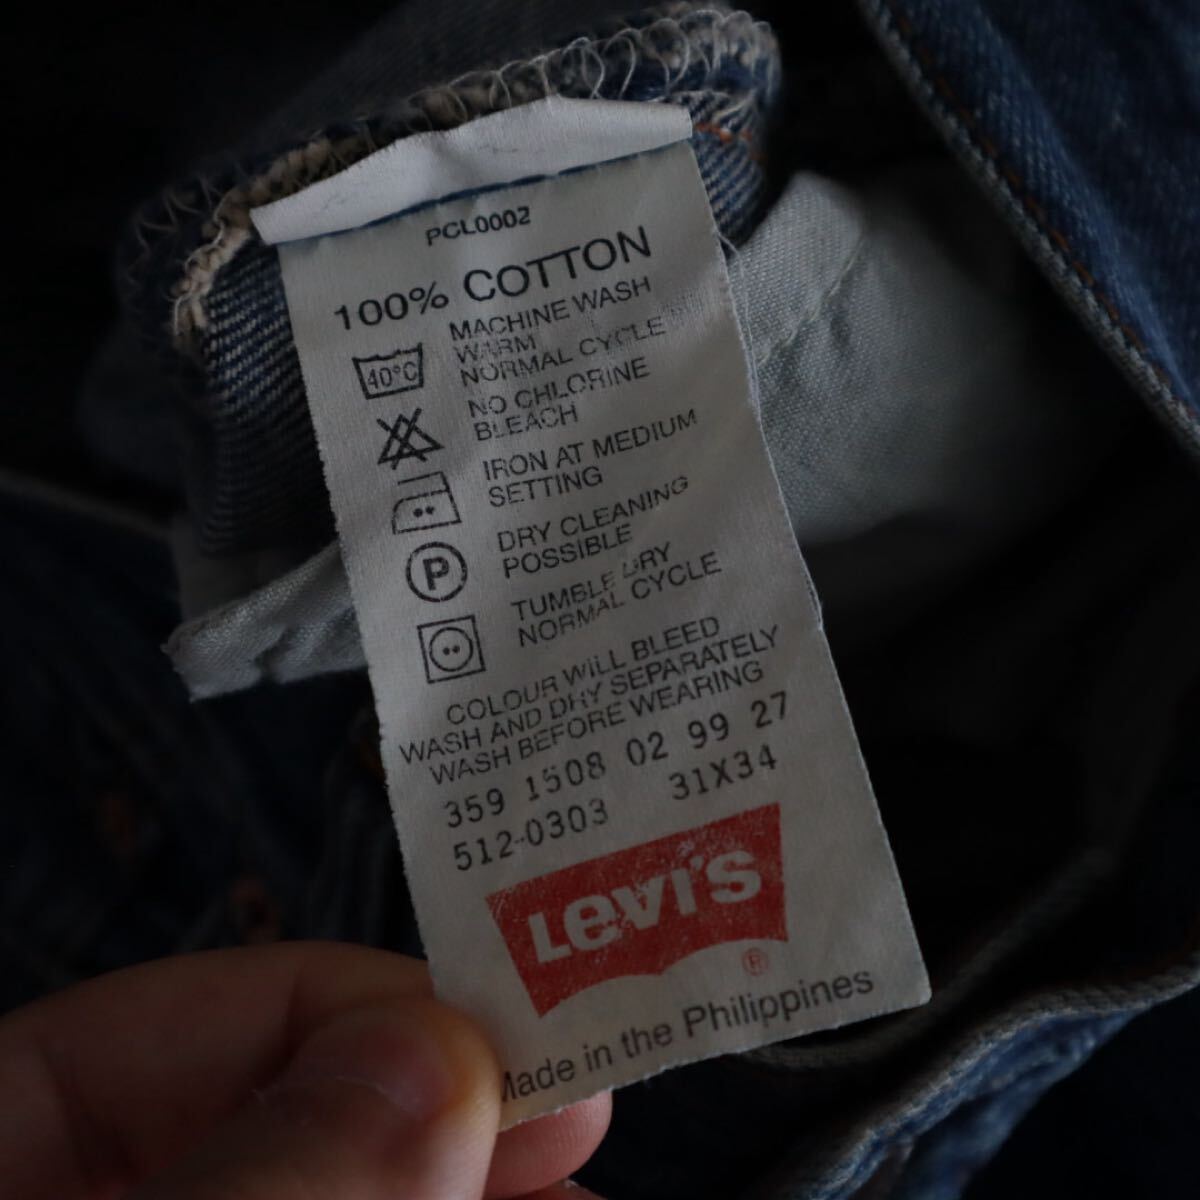 PCL0002
100% COTTON
40°C
MACHINE WASH
WARM
NORMAL CYCLE
NO CHLORINE
BLEACH
IRON AT MEDIUM
SETTING
P
DRY CLEANING
POSSIBLE
TUMBLE DRY
NORMAL CYCLE
COLOUR WILL BLEED
WASH AND DRY SEPARATELY
WASH BEFORE WEARING
359 1508 02 99 27
512-0303 31X34
LEVI'S
®
Made in the Philippines